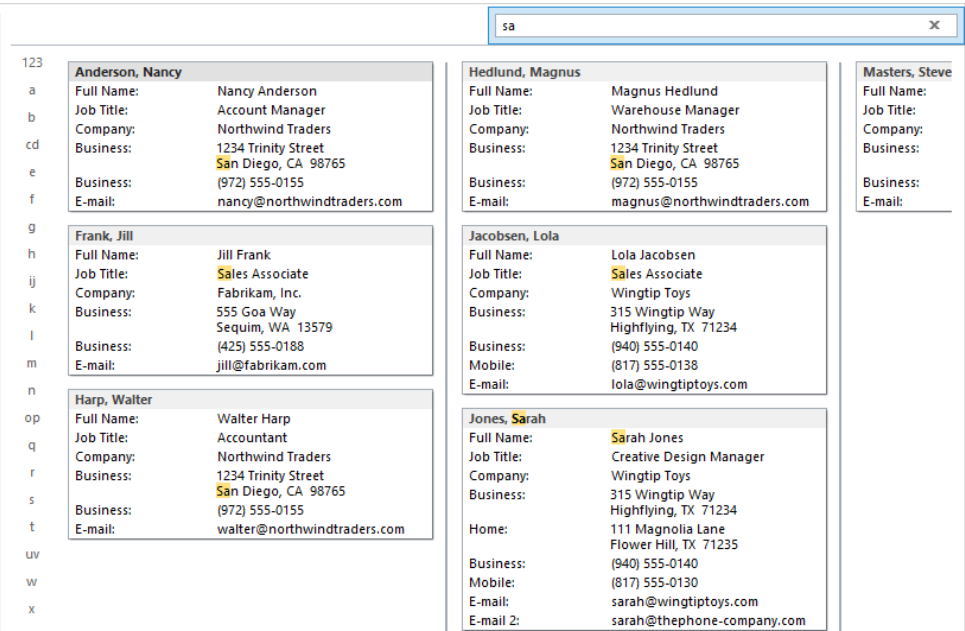 sa
123
a
b
cd
e
f
g
h
ij
k
l
m
n
op
q
r
s
t
uv
w
x
Anderson, Nancy
Full Name: Nancy Anderson
Job Title: Account Manager
Company: Northwind Traders
Business: 1234 Trinity Street
San Diego, CA 98765
Business: (972) 555-0155
E-mail: nancy@northwindtraders.com
Frank, Jill
Full Name: Jill Frank
Job Title: Sales Associate
Company: Fabrikam, Inc.
Business: 555 Goa Way
Sequim, WA 13579
Business: (425) 555-0188
E-mail: jill@fabrikam.com
Harp, Walter
Full Name: Walter Harp
Job Title: Accountant
Company: Northwind Traders
Business: 1234 Trinity Street
San Diego, CA 98765
Business: (972) 555-0155
E-mail: walter@northwindtraders.com
Hedlund, Magnus
Full Name: Magnus Hedlund
Job Title: Warehouse Manager
Company: Northwind Traders
Business: 1234 Trinity Street
San Diego, CA 98765
Business: (972) 555-0155
E-mail: magnus@northwindtraders.com
Jacobsen, Lola
Full Name: Lola Jacobsen
Job Title: Sales Associate
Company: Wingtip Toys
Business: 315 Wingtip Way
Highflying, TX 71234
Business: (940) 555-0140
Mobile: (817) 555-0138
E-mail: lola@wingtiptoys.com
Jones, Sarah
Full Name: Sarah Jones
Job Title: Creative Design Manager
Company: Wingtip Toys
Business: 315 Wingtip Way
Highflying, TX 71234
Home: 111 Magnolia Lane
Flower Hill, TX 71235
Business: (940) 555-0140
Mobile: (817) 555-0130
E-mail: sarah@wingtiptoys.com
E-mail 2: sarah@thephone-company.com
Masters, Steve
Full Name:
Job Title:
Company:
Business:
Business:
E-mail: